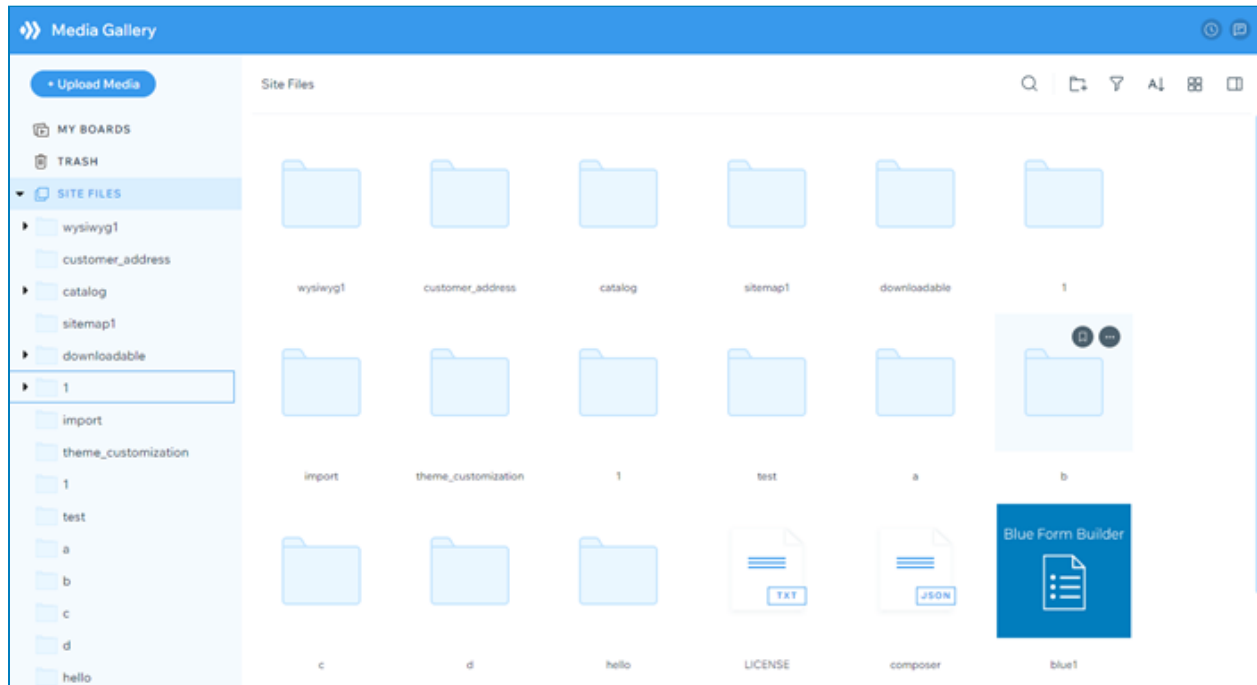 Media Gallery
+ Upload Media
MY BOARDS
TRASH
SITE FILES
wysiwyg1
customer_address
catalog
sitemap1
downloadable
1
import
theme_customization
1
test
a
b
c
d
hello
Site Files
wysiwyg1 customer_address catalog sitemap1 downloadable 1
import theme_customization 1 test a b
Blue Form Builder
TXT JSON
c d hello LICENSE composer blue1